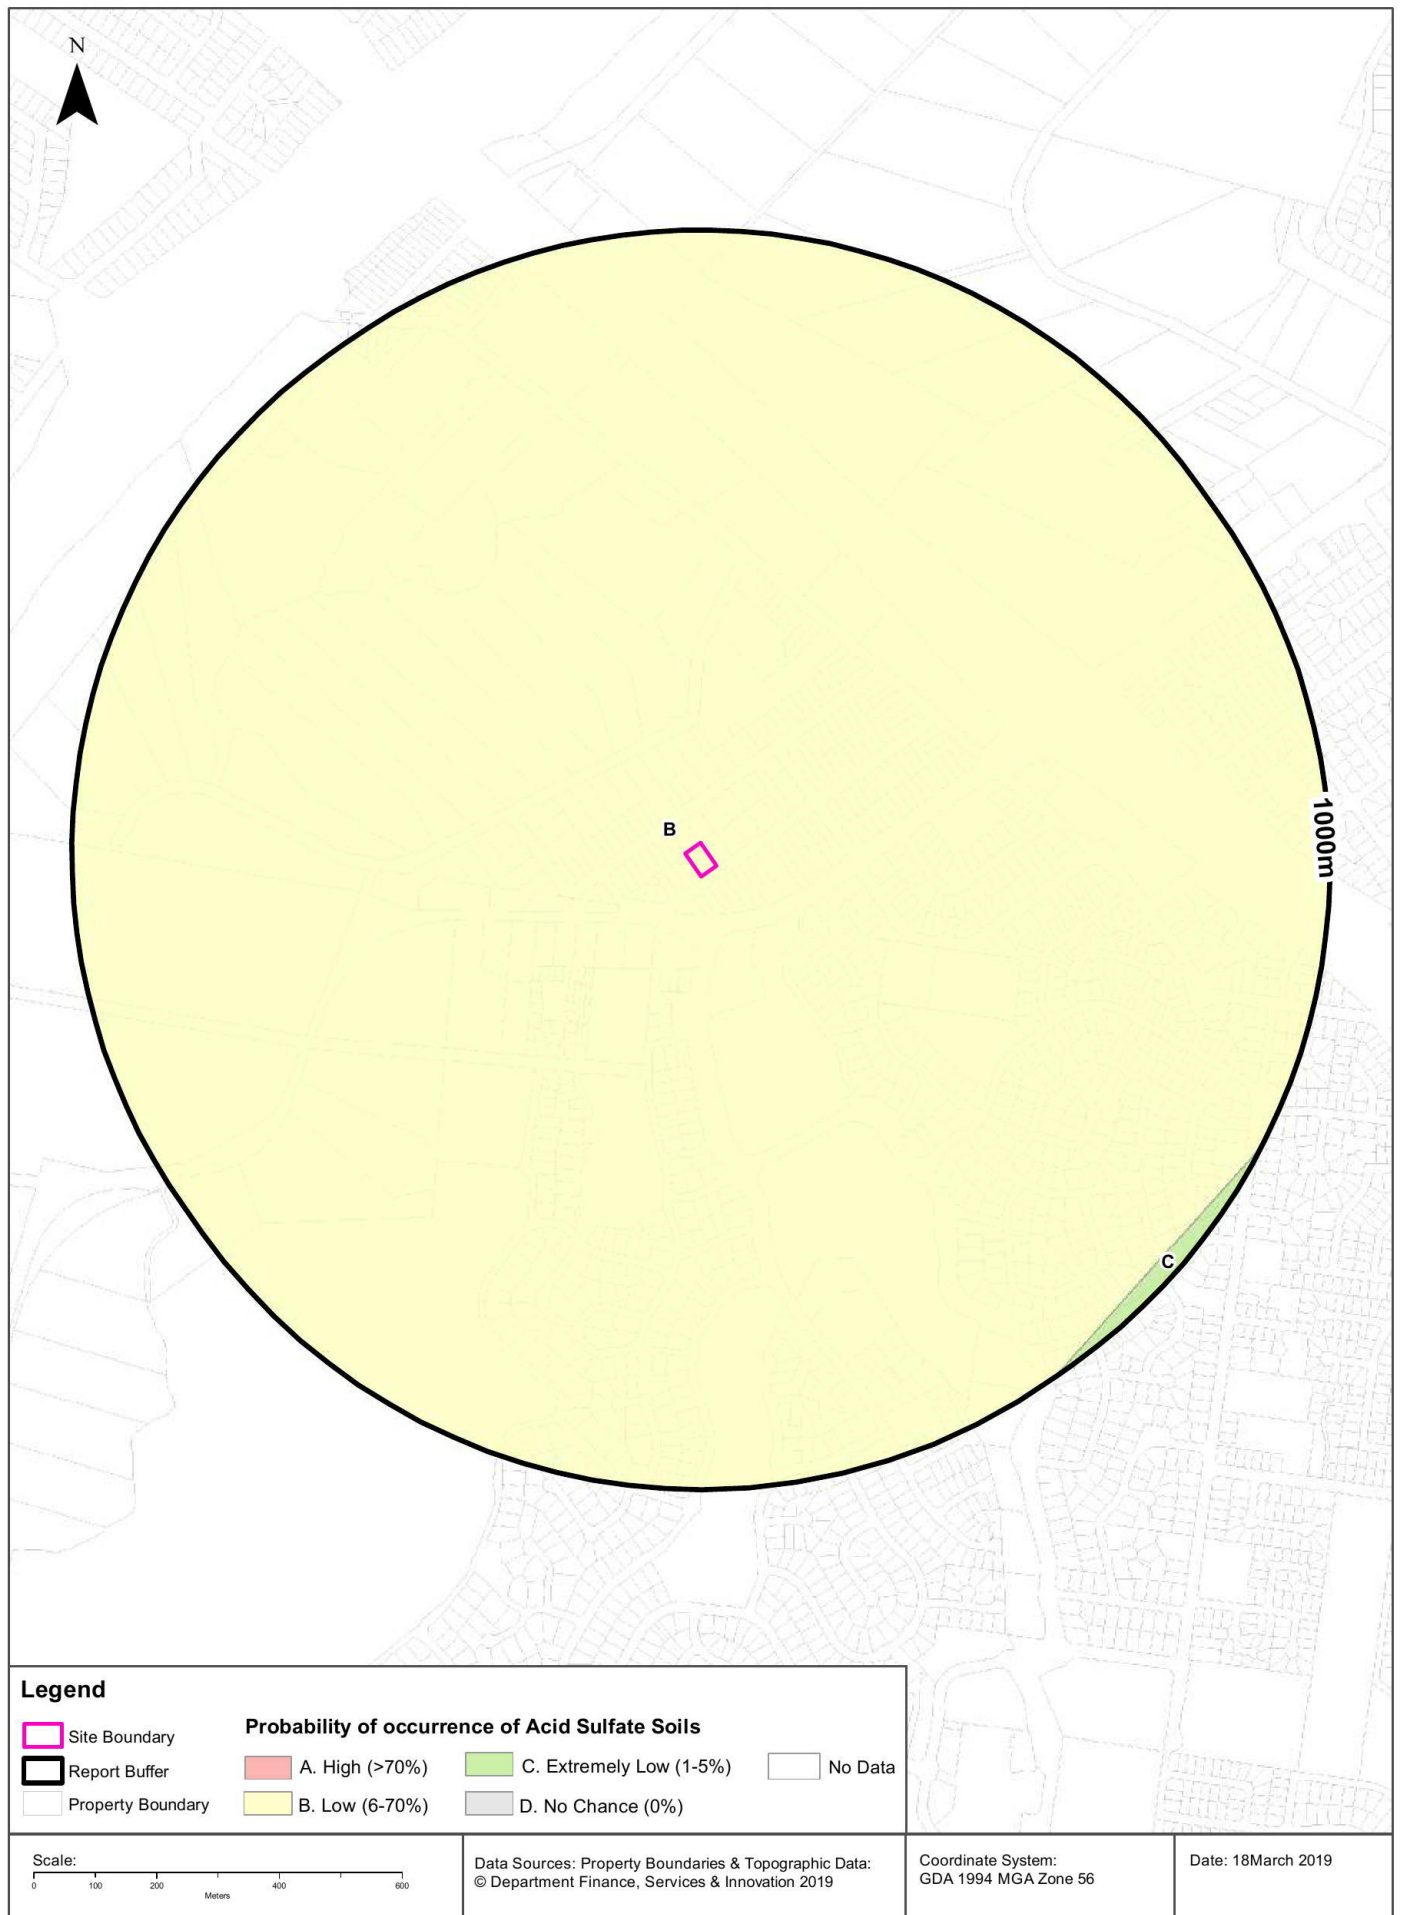 N
B
1000m
C
Legend
Site Boundary
Report Buffer
Property Boundary
Probability of occurrence of Acid Sulfate Soils
A. High (>70%)
C. Extremely Low (1-5%)
No Data
B. Low (6-70%)
D. No Chance (0%)
Scale:
0 100 200 400 600
Meters
Data Sources: Property Boundaries & Topographic Data:
© Department Finance, Services & Innovation 2019
Coordinate System:
GDA 1994 MGA Zone 56
Date: 18March 2019